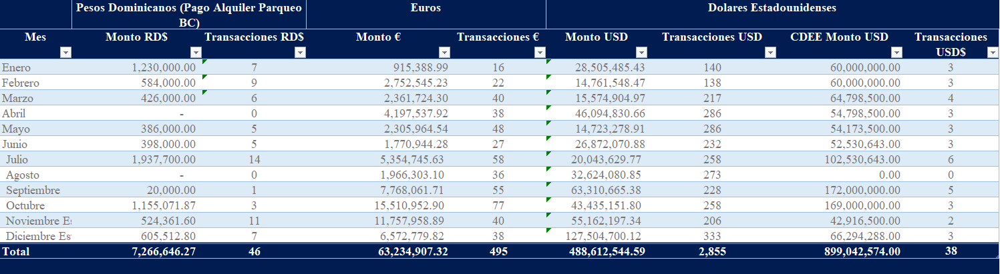 Pesos Dominicanos (Pago Alquiler Parqueo BC) Euros Dolares Estadounidenses
Mes Monto RD$ Transacciones RD$ Monto € Transacciones € Monto USD Transacciones USD CDEE Monto USD Transacciones USD$
Enero 1,230,000.00 7 915,388.99 16 28,505,485.43 140 60,000,000.00 3
Febrero 584,000.00 9 2,752,545.23 22 14,761,548.47 138 60,000,000.00 3
Marzo 426,000.00 6 2,361,724.30 40 15,574,904.97 217 64,798,500.00 4
Abril - 0 4,197,537.92 38 46,094,830.66 286 54,798,500.00 3
Mayo 386,000.00 5 2,305,964.54 48 14,723,278.91 286 54,173,500.00 3
Junio 398,000.00 5 1,770,944.28 27 26,872,070.88 232 52,530,643.00 3
Julio 1,937,700.00 14 5,354,745.63 58 20,043,629.77 258 102,530,643.00 6
Agosto - 0 1,966,303.10 36 32,624,080.85 273 0.00 0
Septiembre 20,000.00 1 7,768,061.71 55 63,310,665.38 228 172,000,000.00 5
Octubre 1,155,071.87 3 15,510,952.90 77 43,435,151.80 258 169,000,000.00 3
Noviembre Es 524,361.60 11 11,757,958.89 40 55,162,197.34 206 42,916,500.00 2
Diciembre Es 605,512.80 7 6,572,779.82 38 127,504,700.12 333 66,294,288.00 3
Total 7,266,646.27 46 63,234,907.32 495 488,612,544.59 2,855 899,042,574.00 38